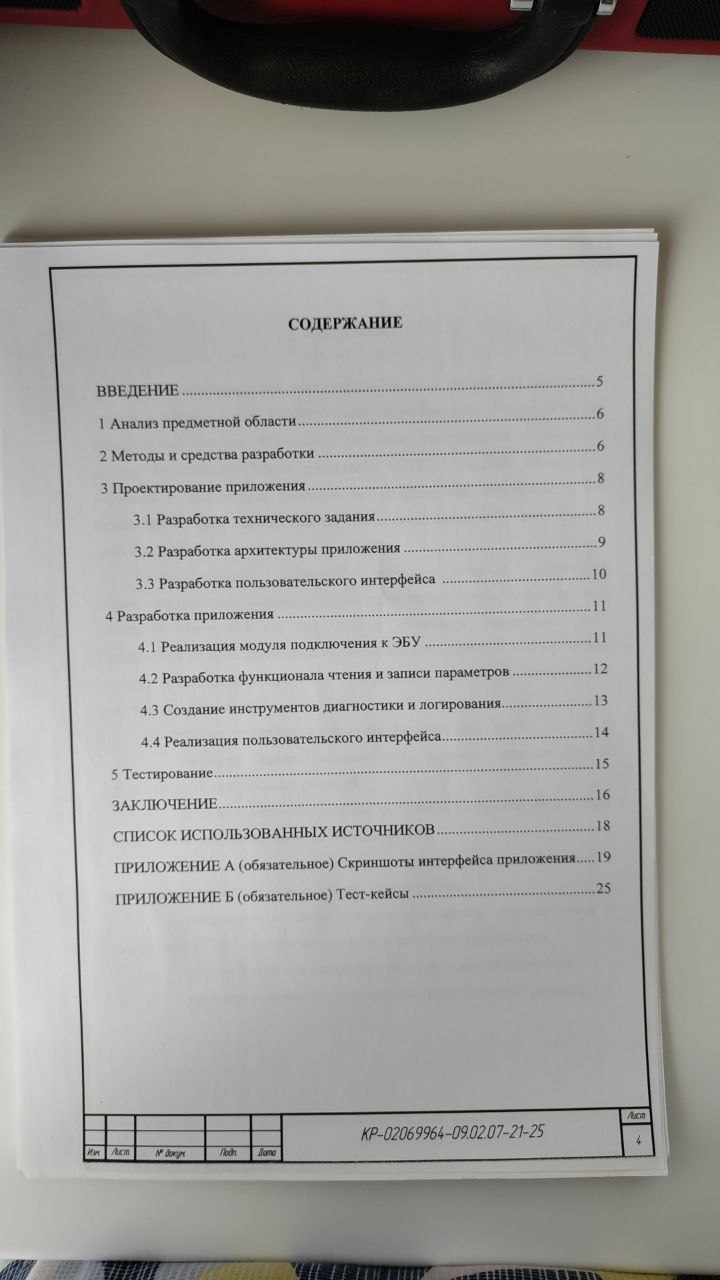 СОДЕРЖАНИЕ
ВВЕДЕНИЕ ..... 5
1 Анализ предметной области ..... 6
2 Методы и средства разработки ..... 6
3 Проектирование приложения ..... 8
3.1 Разработка технического задания ..... 8
3.2 Разработка архитектуры приложения ..... 9
3.3 Разработка пользовательского интерфейса ..... 10
4 Разработка приложения ..... 11
4.1 Реализация модуля подключения к ЭБУ ..... 11
4.2 Разработка функционала чтения и записи параметров ..... 12
4.3 Создание инструментов диагностики и логирования ..... 13
4.4 Реализация пользовательского интерфейса ..... 14
5 Тестирование ..... 15
ЗАКЛЮЧЕНИЕ ..... 16
СПИСОК ИСПОЛЬЗОВАННЫХ ИСТОЧНИКОВ ..... 18
ПРИЛОЖЕНИЕ А (обязательное) Скриншоты интерфейса приложения ..... 19
ПРИЛОЖЕНИЕ Б (обязательное) Тест-кейсы ..... 25
КР-02069964-09.02.07-21-25
Лист
4
Изм. Лист № докум. Подп. Дата